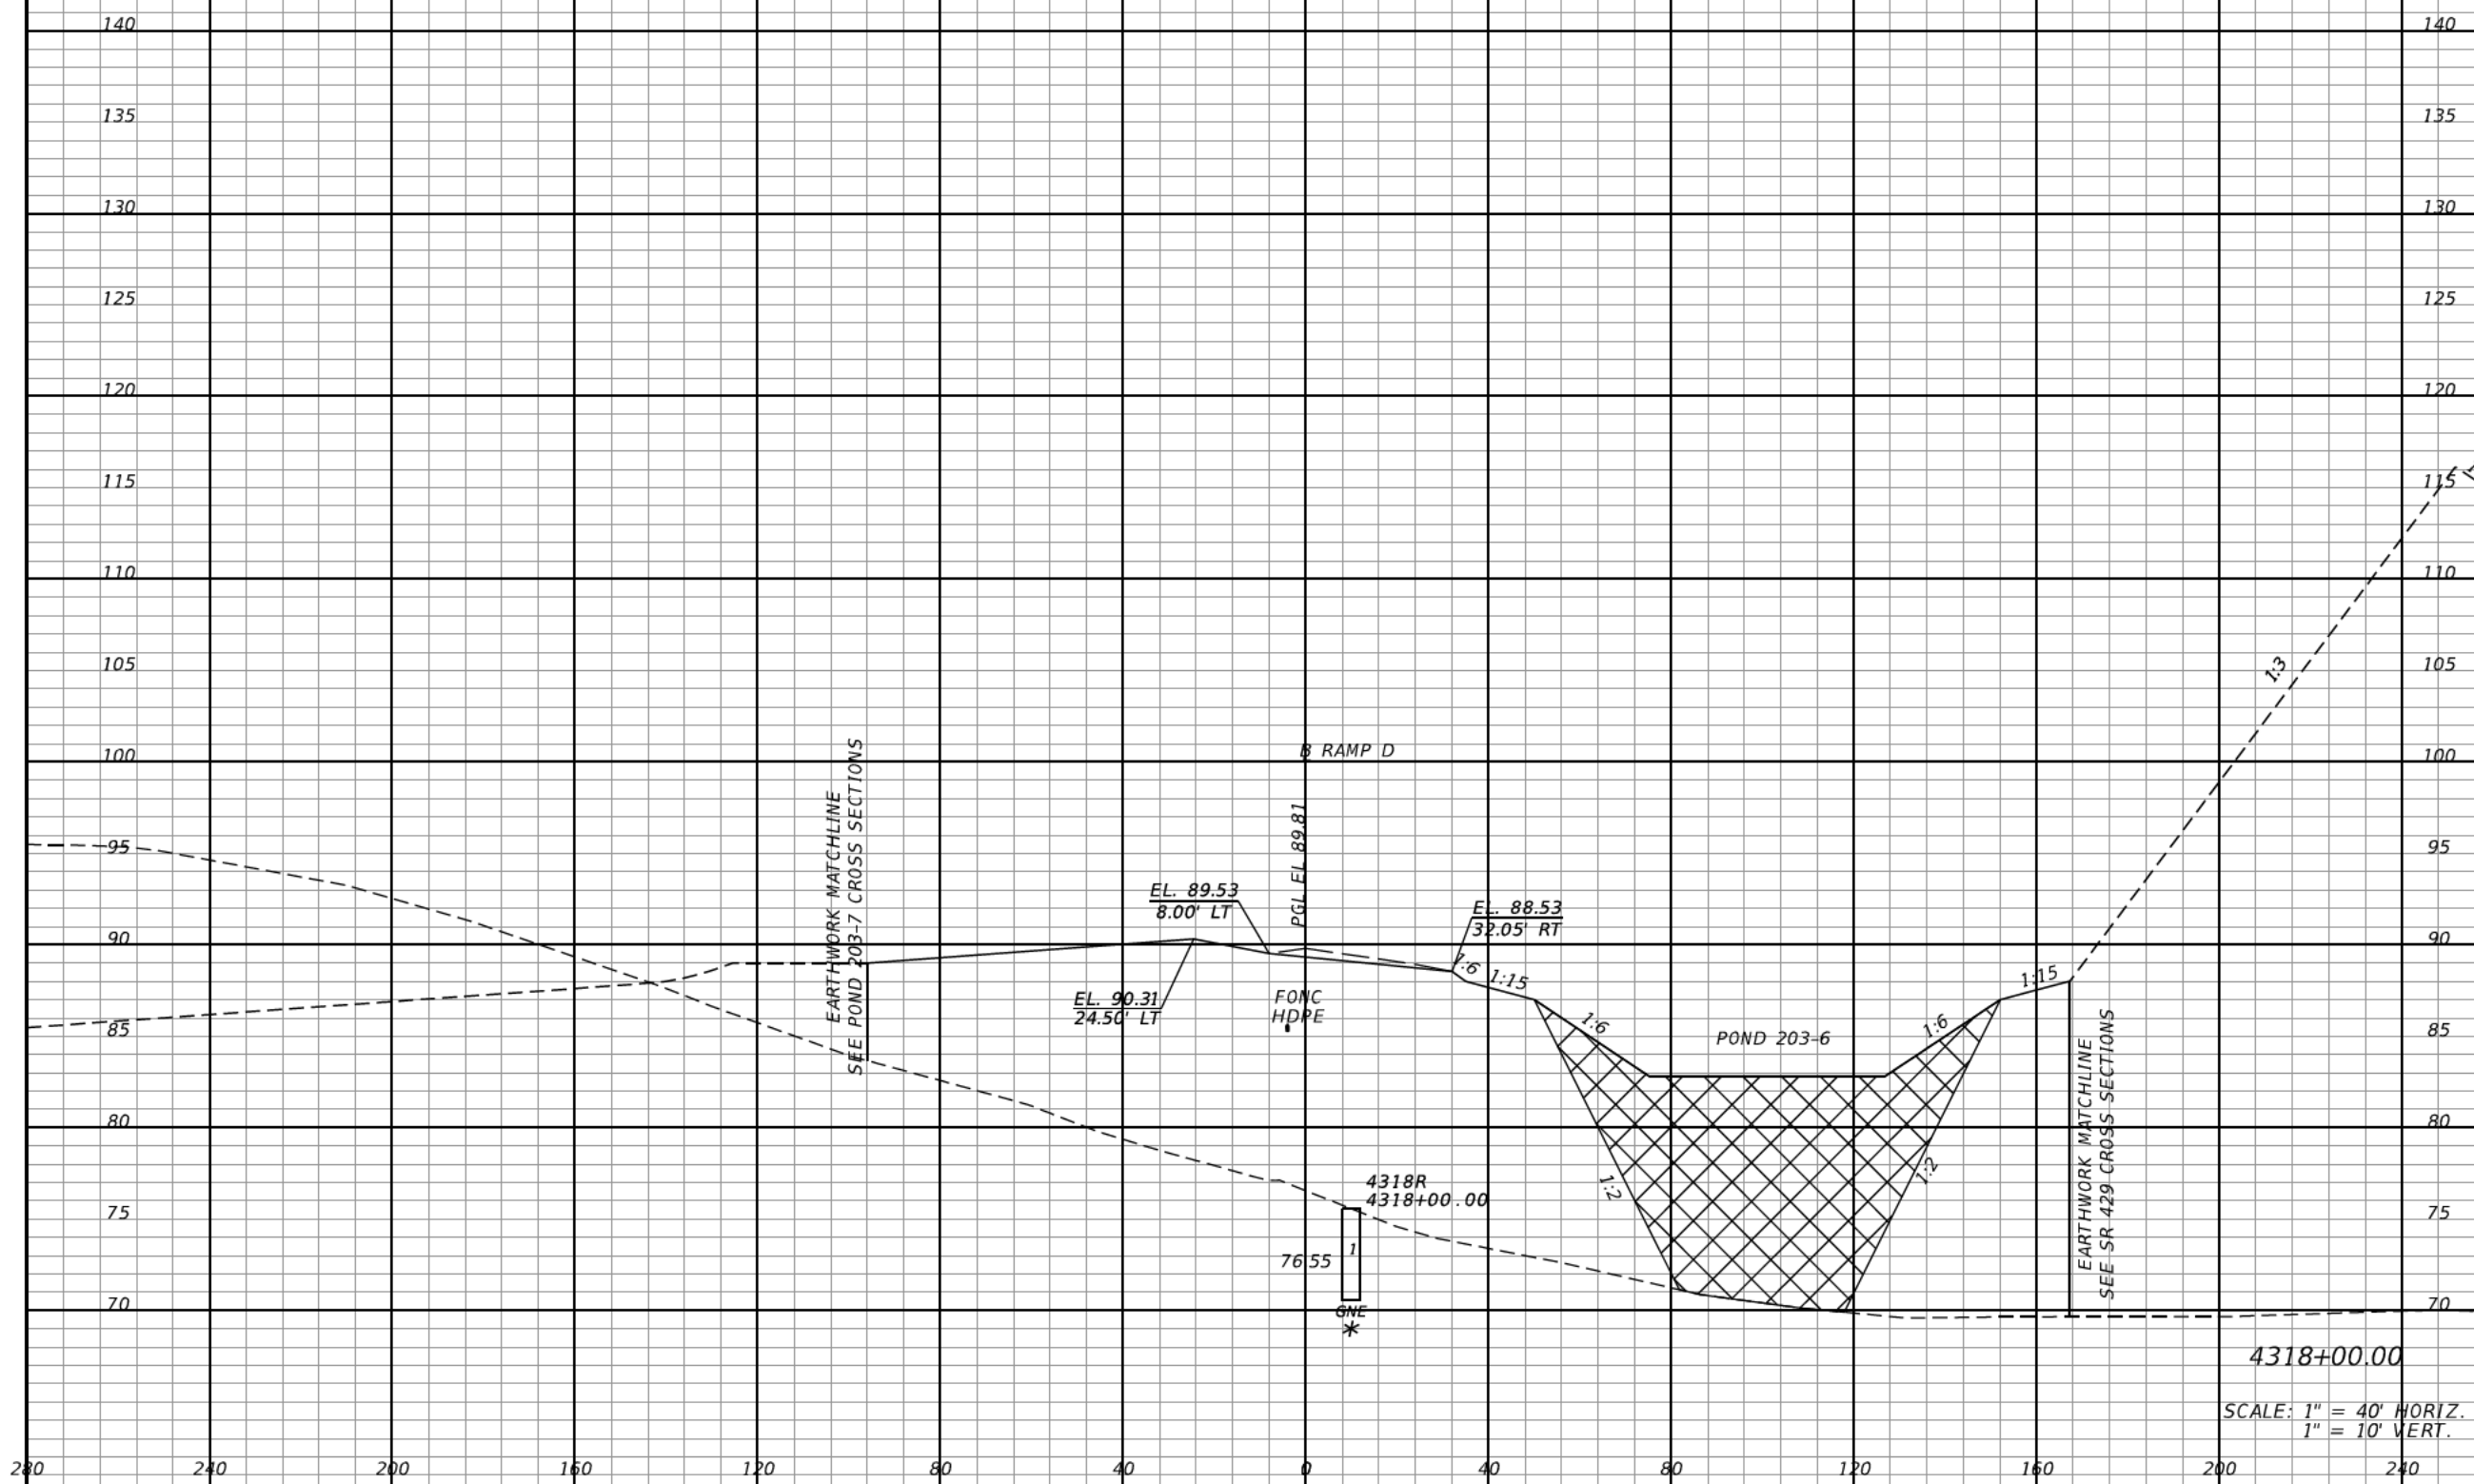 140 140
135 135
130 130
125 125
120 120
115 115
110 110
105 105
1:3
100 100
B RAMP D
EARTHWORK MATCHLINE
SEE POND 203-7 CROSS SECTIONS
PGL EL 89.81
95 95
EL. 89.53
8.00' LT
EL. 88.53
32.05' RT
90 90
1:6 1:15
1:15
EL. 90.31
24.50' LT
FONC
HDPE
1:6
POND 203-6
1:6
85 85
EARTHWORK MATCHLINE
SEE SR 429 CROSS SECTIONS
80 80
4318R
4318+00.00
1:2
1:2
75 75
76.55
1
70 70
GNE
*
4318+00.00
SCALE: 1" = 40' HORIZ.
1" = 10' VERT.
280 240 200 160 120 80 40 0 40 80 120 160 200 240